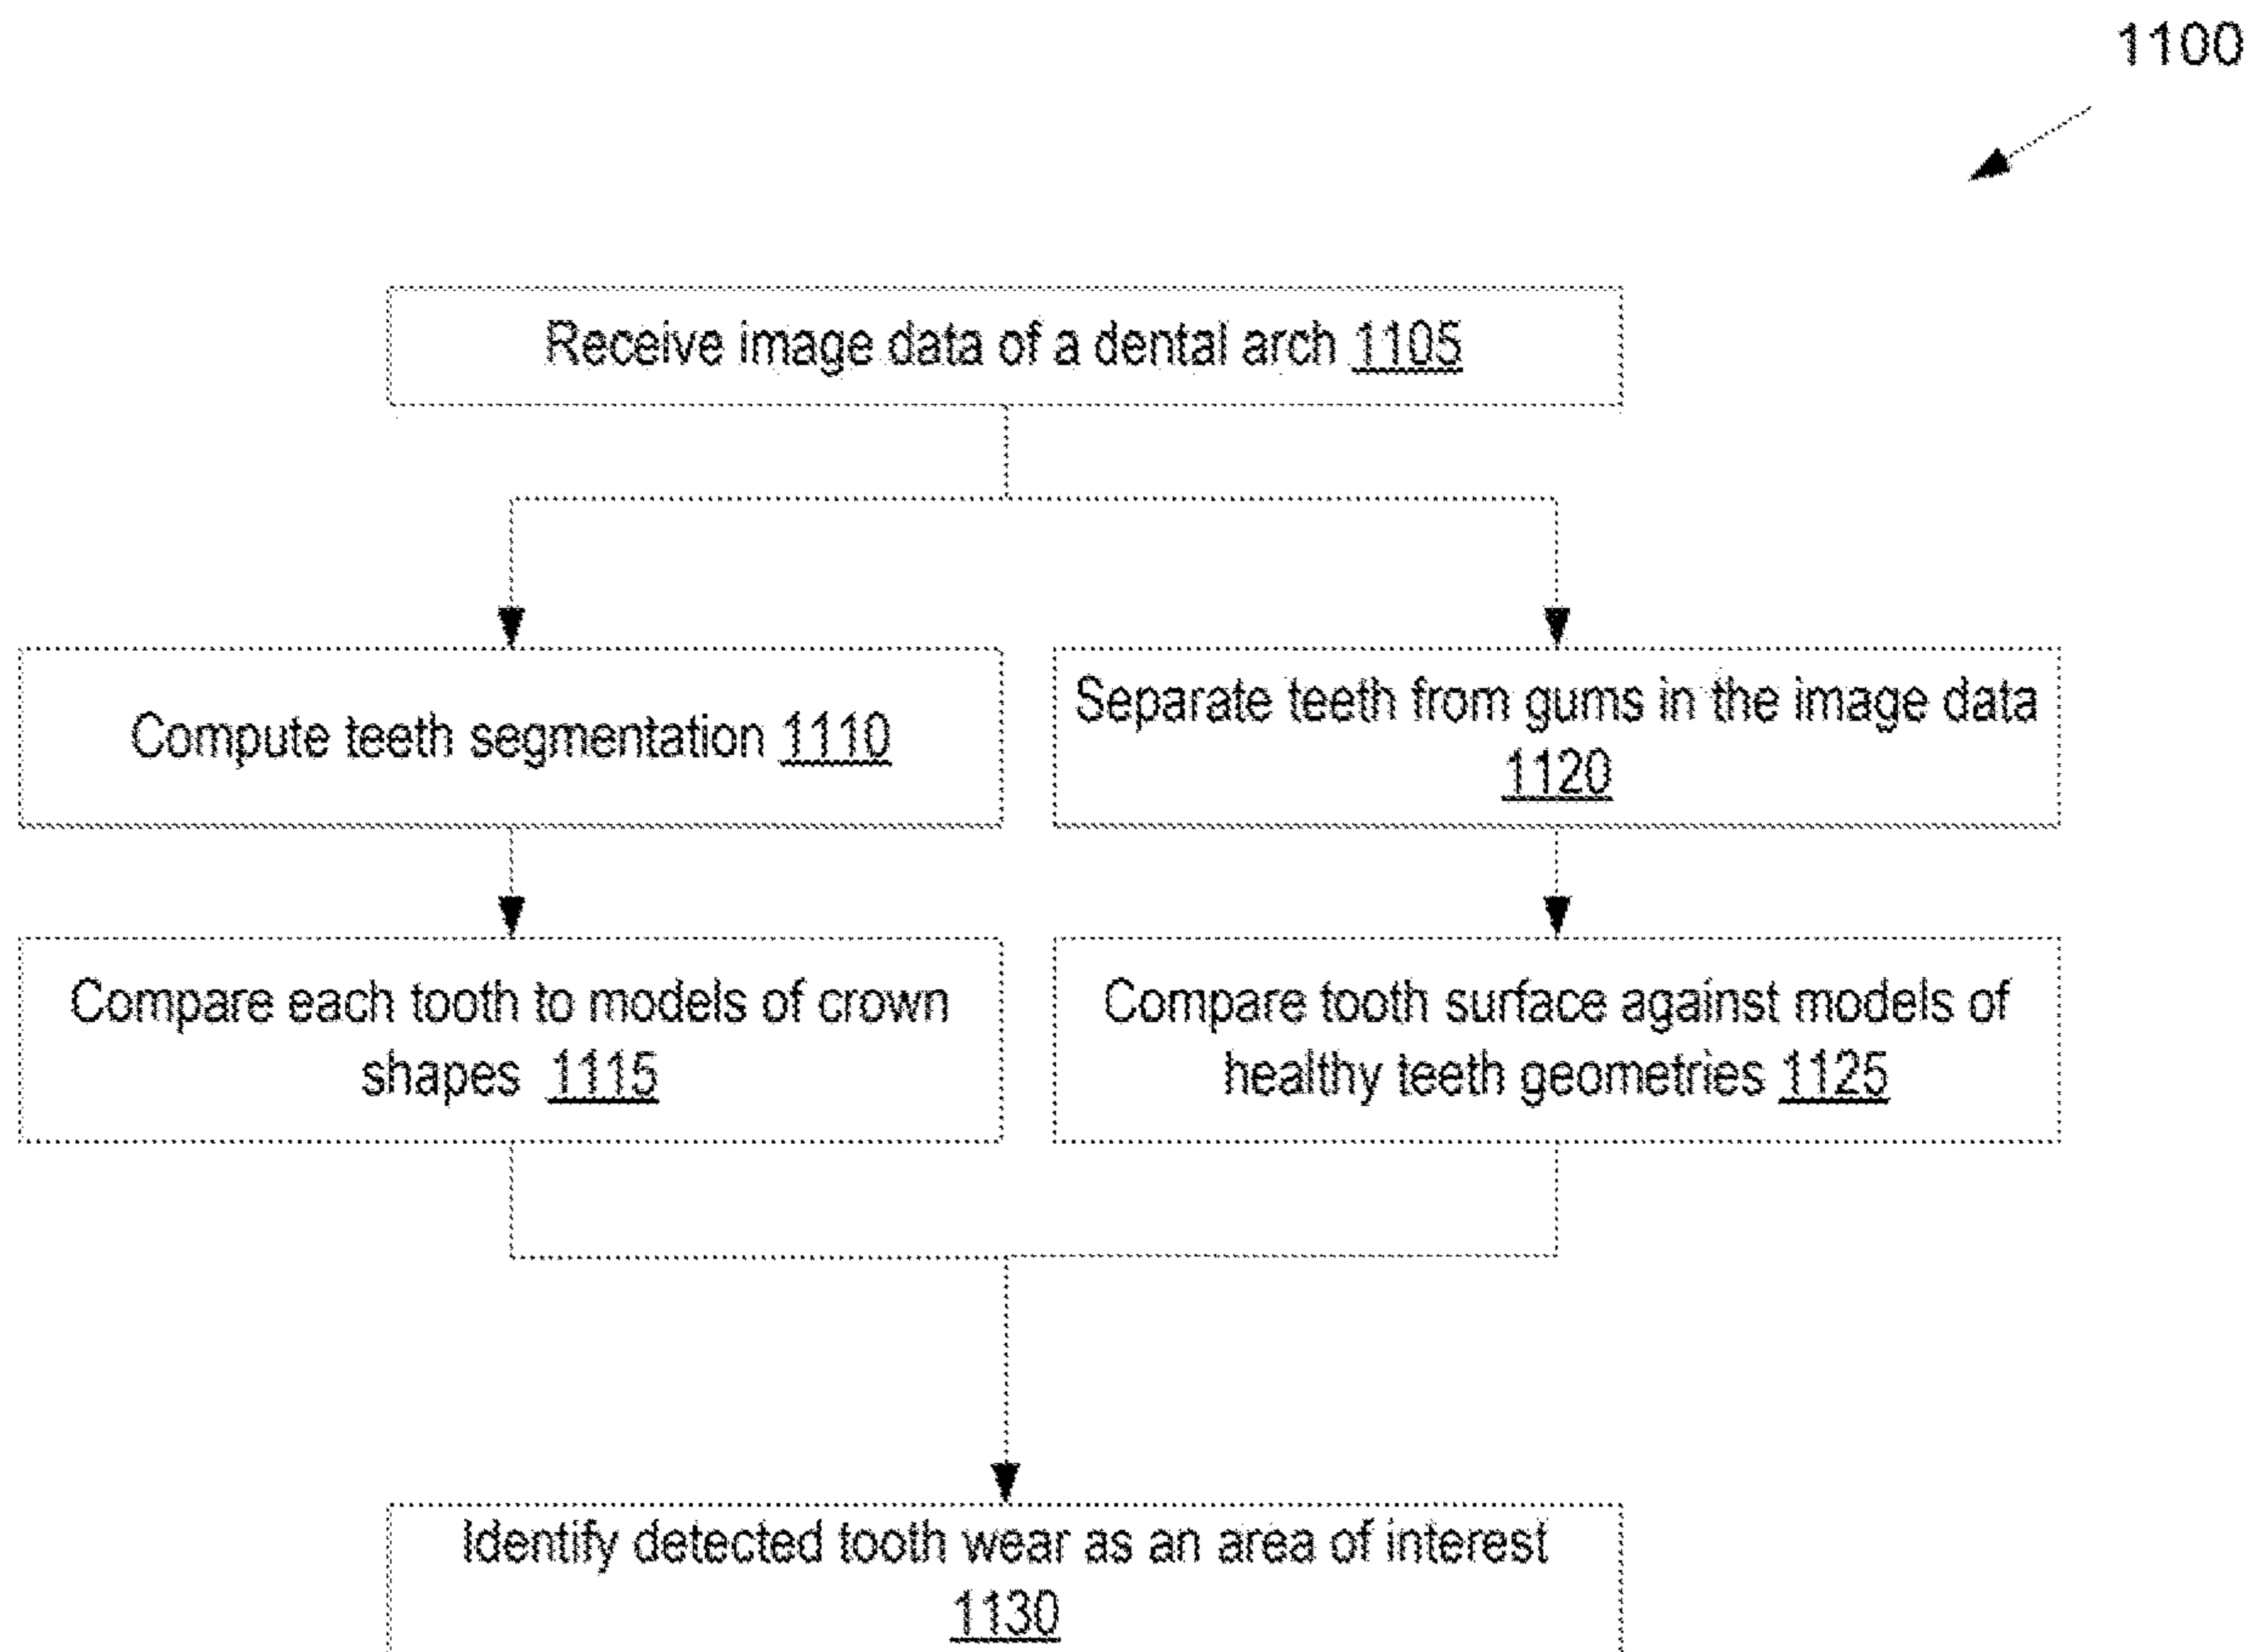 1100
Receive image data of a dental arch 1105
Compute teeth segmentation 1110
Separate teeth from gums in the image data
1120
Compare each tooth to models of crown
shapes 1115
Compare tooth surface against models of
healthy teeth geometries 1125
Identify detected tooth wear as an area of interest
1130